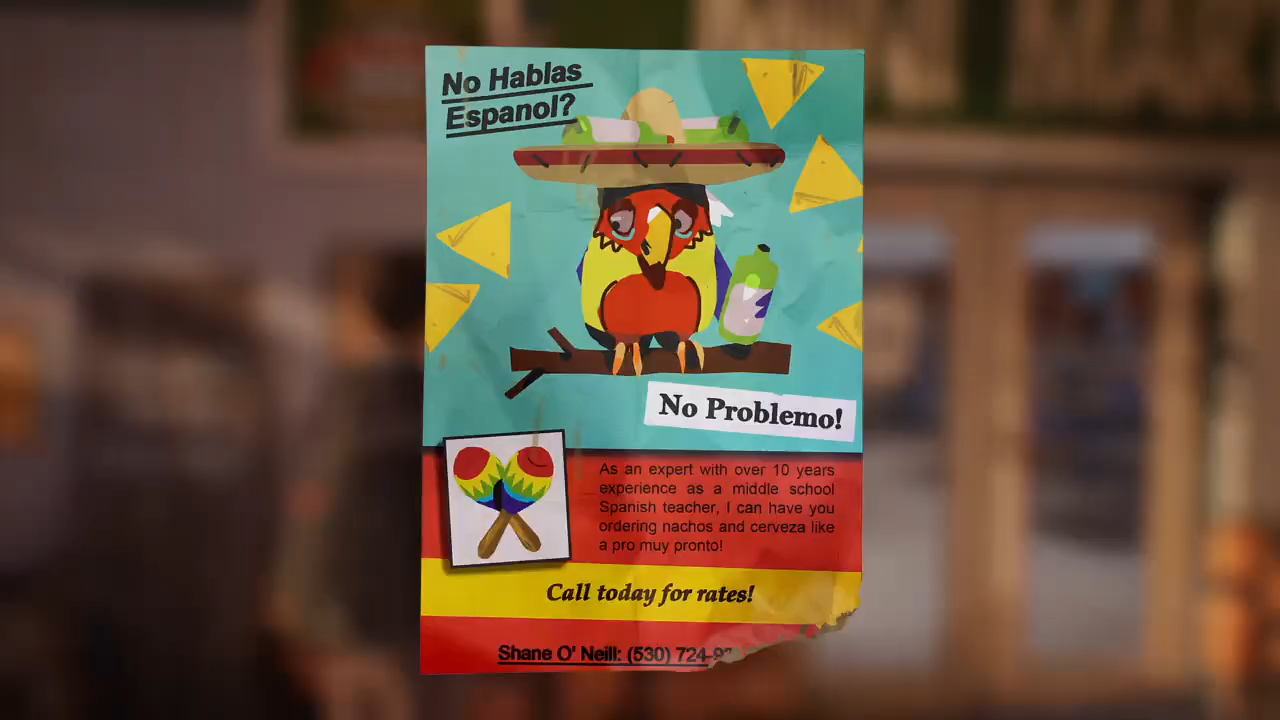 No Hablas
Espanol?
No Problemo!
As an expert with over 10 years
experience as a middle school
Spanish teacher, I can have you
ordering nachos and cerveza like
a pro muy pronto!
Call today for rates!
Shane O' Neill: (530) 724-9